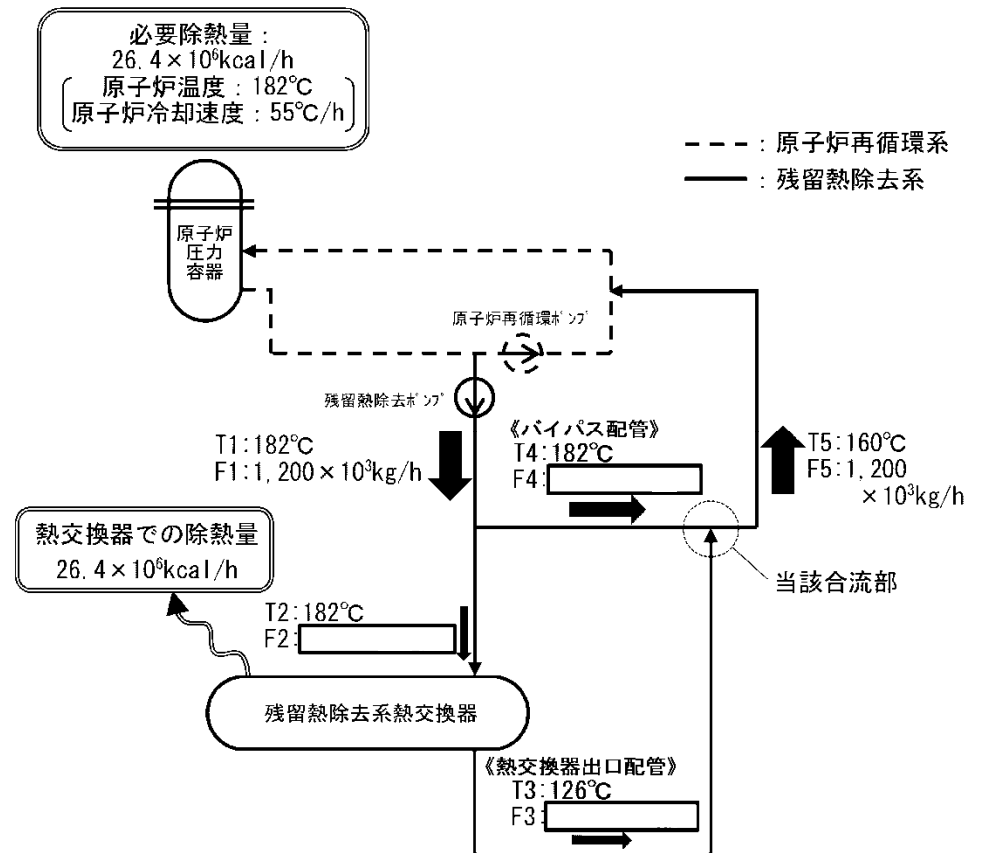 必要除熱量：
26.4×10⁶kcal/h
原子炉温度：182℃
原子炉冷却速度：55℃/h
：原子炉再循環系
：残留熱除去系
原子炉
圧力
容器
原子炉再循環ﾎﾟﾝﾌﾟ
残留熱除去ﾎﾟﾝﾌﾟ
T1:182℃
F1:1,200×10³kg/h
《バイパス配管》
T4:182℃
F4:
T5:160℃
F5:1,200
×10³kg/h
熱交換器での除熱量
26.4×10⁶kcal/h
当該合流部
T2:182℃
F2:
残留熱除去系熱交換器
《熱交換器出口配管》
T3:126℃
F3: